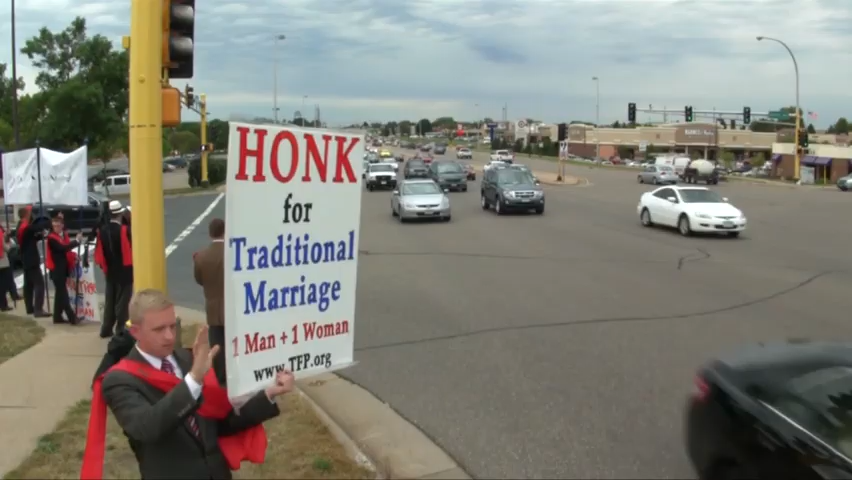 HONK
for
Traditional
Marriage
1 Man + 1 Woman
www.TFP.org